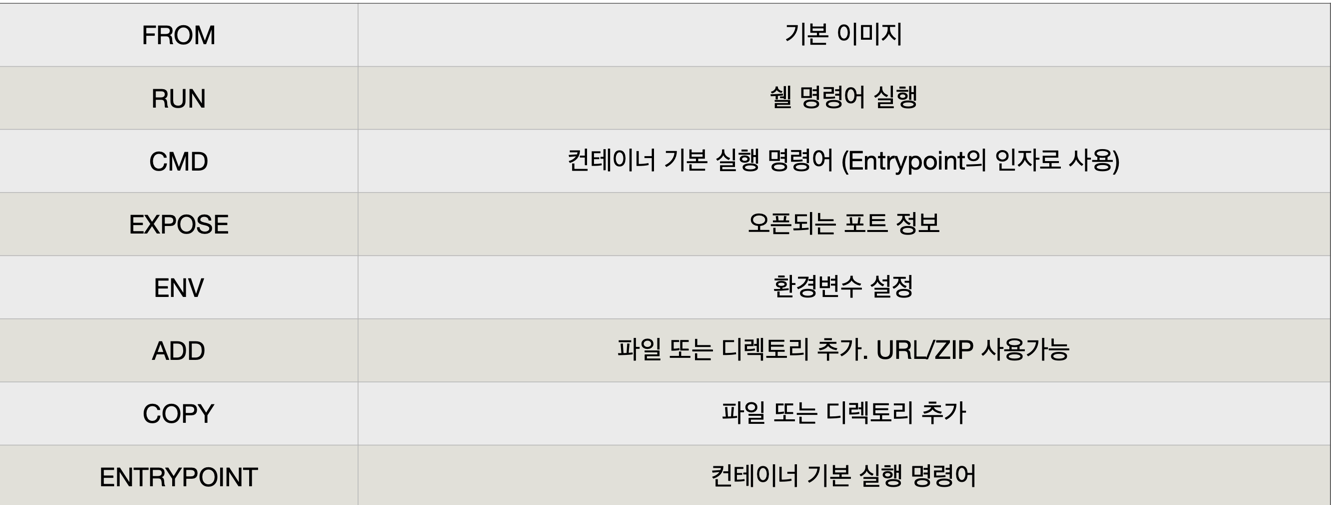 FROM 기본 이미지
RUN 쉘 명령어 실행
CMD 컨테이너 기본 실행 명령어 (Entrypoint의 인자로 사용)
EXPOSE 오픈되는 포트 정보
ENV 환경변수 설정
ADD 파일 또는 디렉토리 추가. URL/ZIP 사용가능
COPY 파일 또는 디렉토리 추가
ENTRYPOINT 컨테이너 기본 실행 명령어